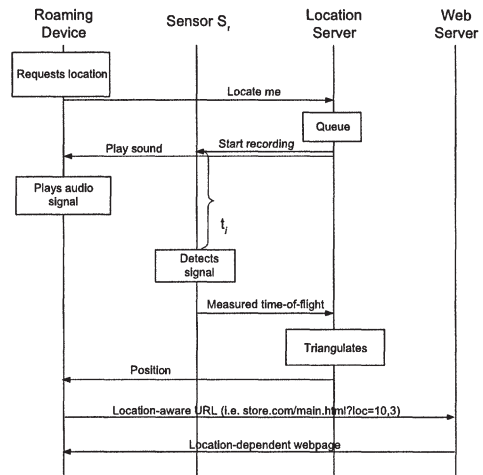 Roaming
Device
Sensor Sr
Location
Server
Web
Server
Requests location
Locate me
Queue
Start recording
Play sound
Plays audio
signal
ti
Detects
signal
Measured time-of-flight
Triangulates
Position
Location-aware URL (i.e. store.com/main.html?loc=10,3)
Location-dependent webpage